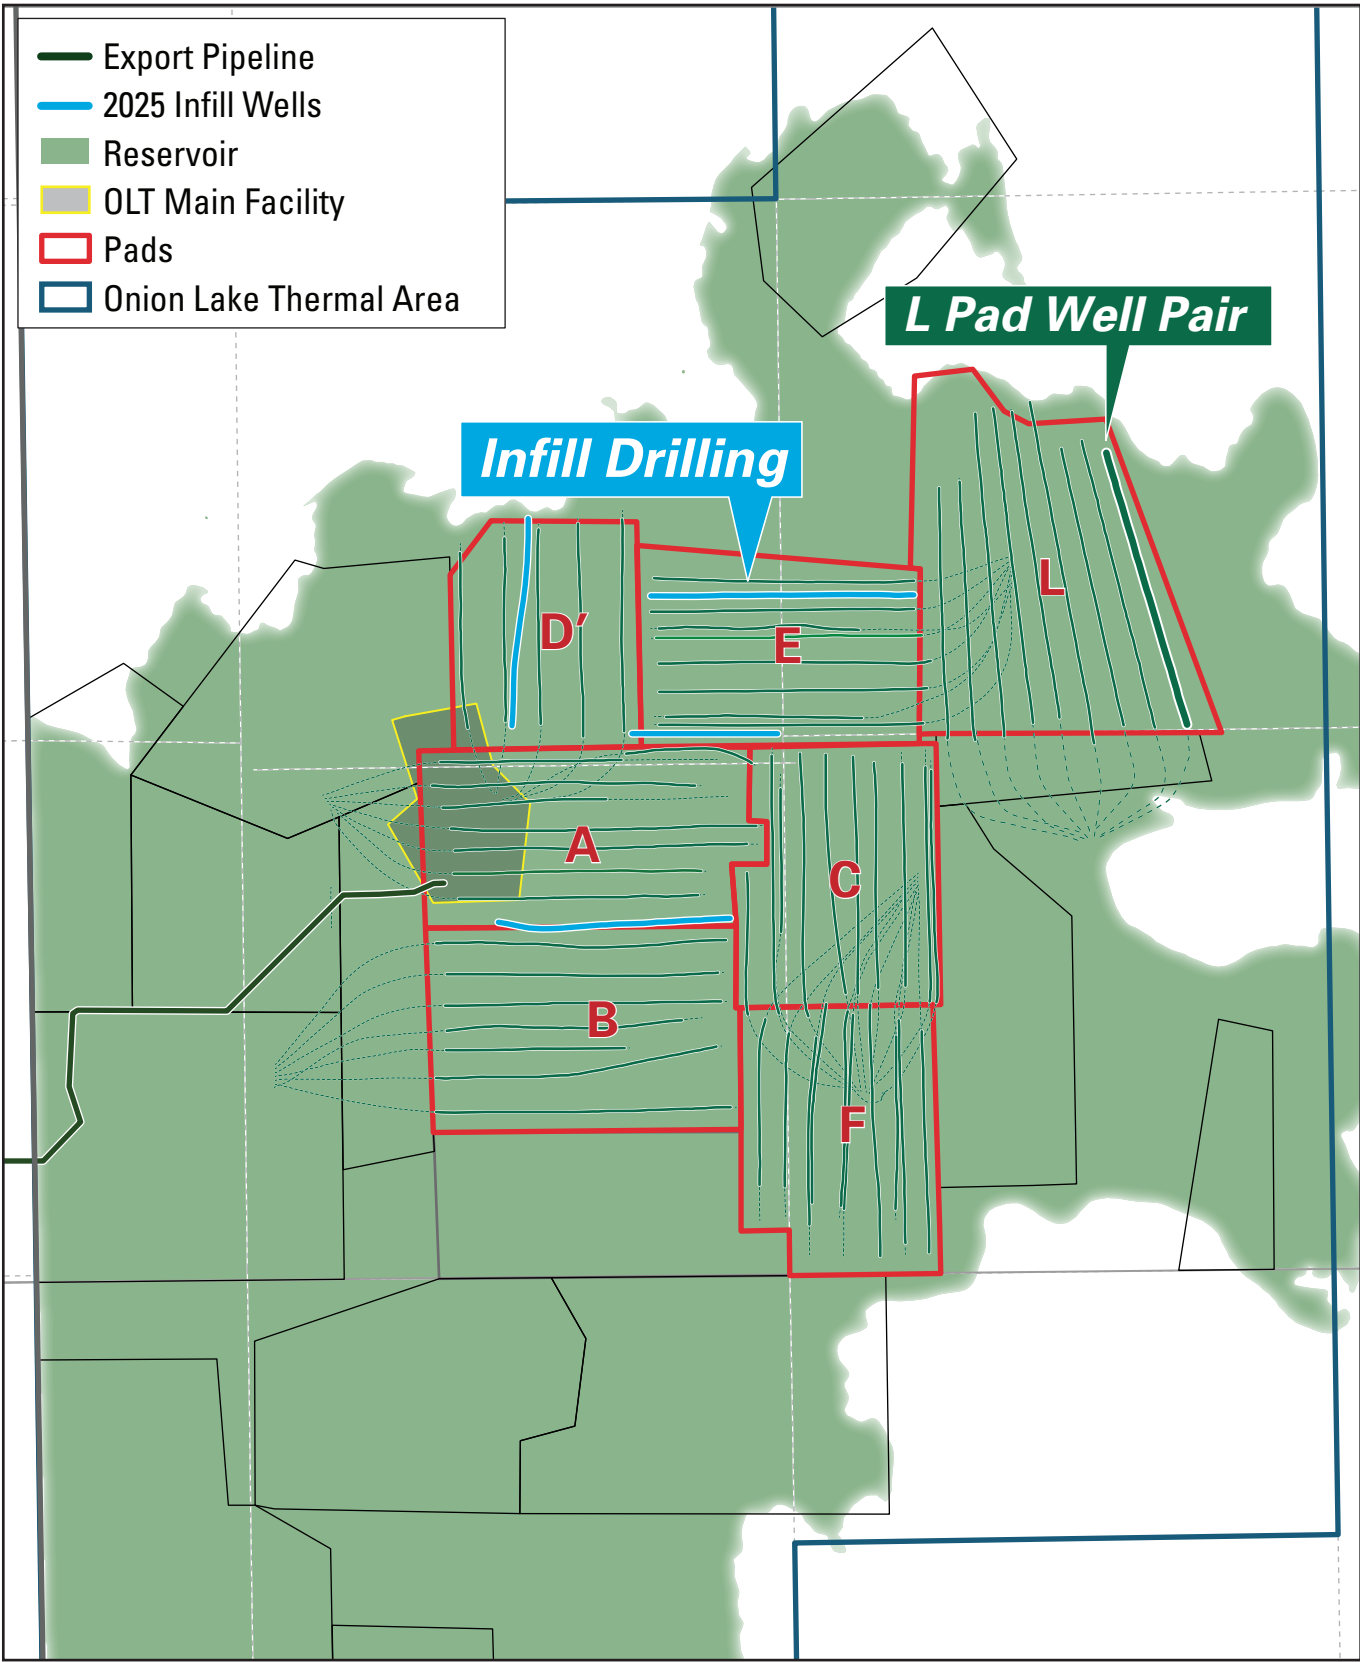 Export Pipeline
2025 Infill Wells
Reservoir
OLT Main Facility
Pads
Onion Lake Thermal Area
L Pad Well Pair
Infill Drilling
L
D′
E
A
C
B
F